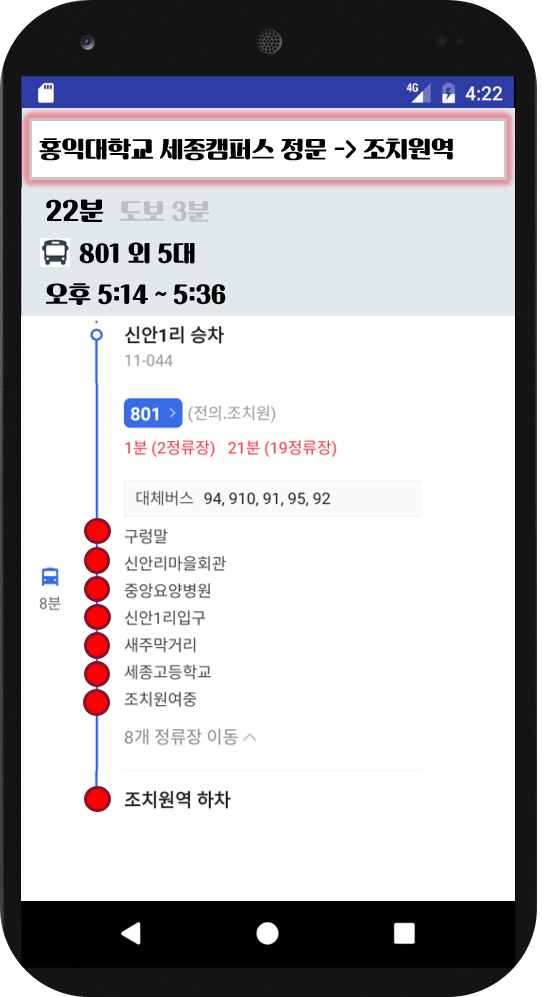 4G 4:22
홍익대학교 세종캠퍼스 정문 -> 조치원역
22분 도보 3분
801 외 5대
오후 5:14 ~ 5:36
신안1리 승차
11-044
801 > (전의.조치원)
1분 (2정류장) 21분 (19정류장)
대체버스 94, 910, 91, 95, 92
구렁말
신안리마을회관
중앙요양병원
8분
신안1리입구
새주막거리
세종고등학교
조치원여중
8개 정류장 이동
조치원역 하차